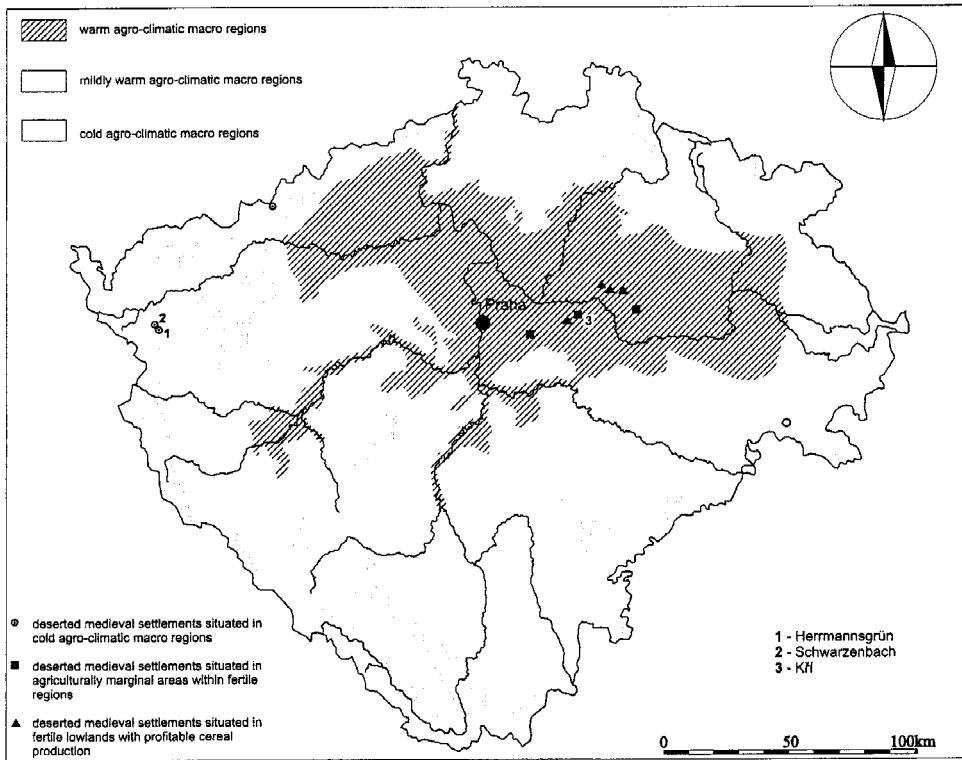 warm agro-climatic macro regions
mildly warm agro-climatic macro regions
cold agro-climatic macro regions
Praha
2
1
3
deserted medieval settlements situated in
cold agro-climatic macro regions
deserted medieval settlements situated in
agriculturally marginal areas within fertile
regions
deserted medieval settlements situated in
fertile lowlands with profitable cereal
production
1 - Herrmannsgrün
2 - Schwarzenbach
3 - Kří
0 50 100km